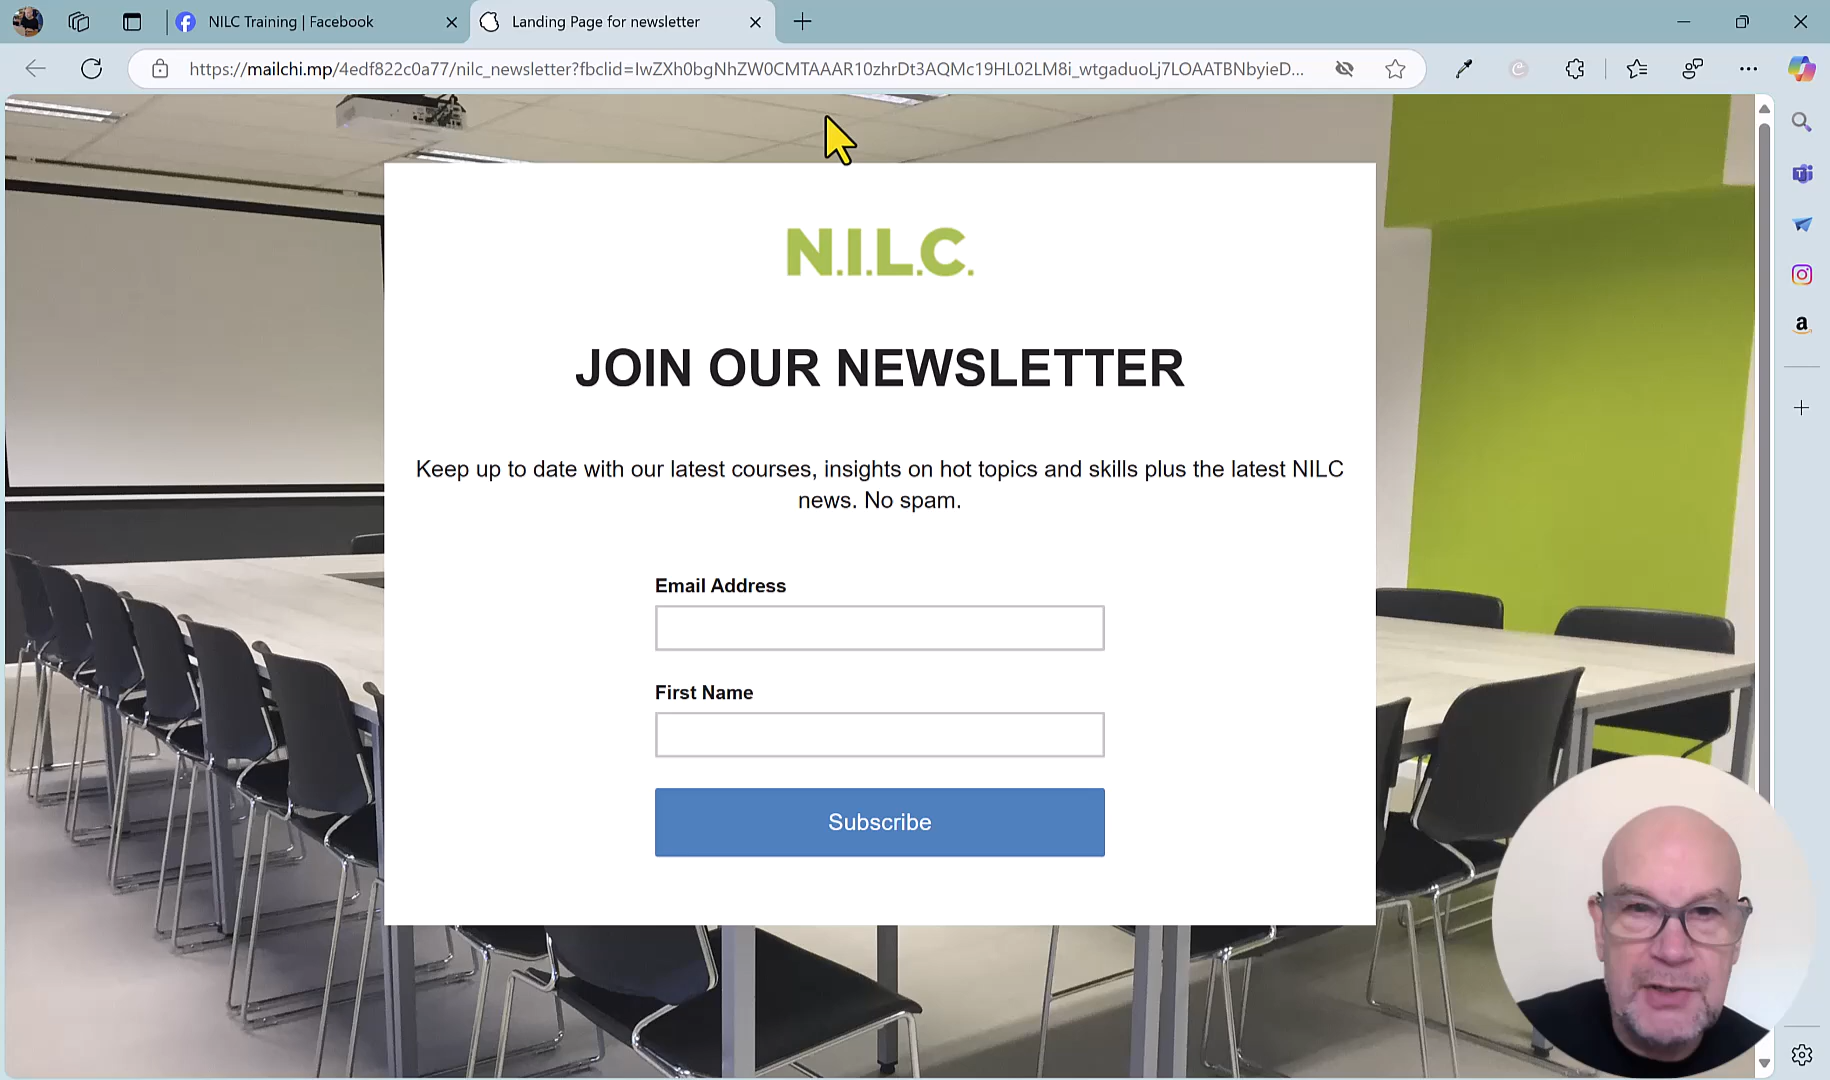 NILC Training | Facebook
Landing Page for newsletter
https://mailchi.mp/4edf822c0a77/nilc_newsletter?fbclid=IwZXh0bgNhZW0CMTAAAR10zhrDt3AQMc19HL02LM8i_wtgaduoLj7LOAATBNbyieD...
N.I.L.C.
JOIN OUR NEWSLETTER
Keep up to date with our latest courses, insights on hot topics and skills plus the latest NILC
news. No spam.
Email Address
First Name
Subscribe